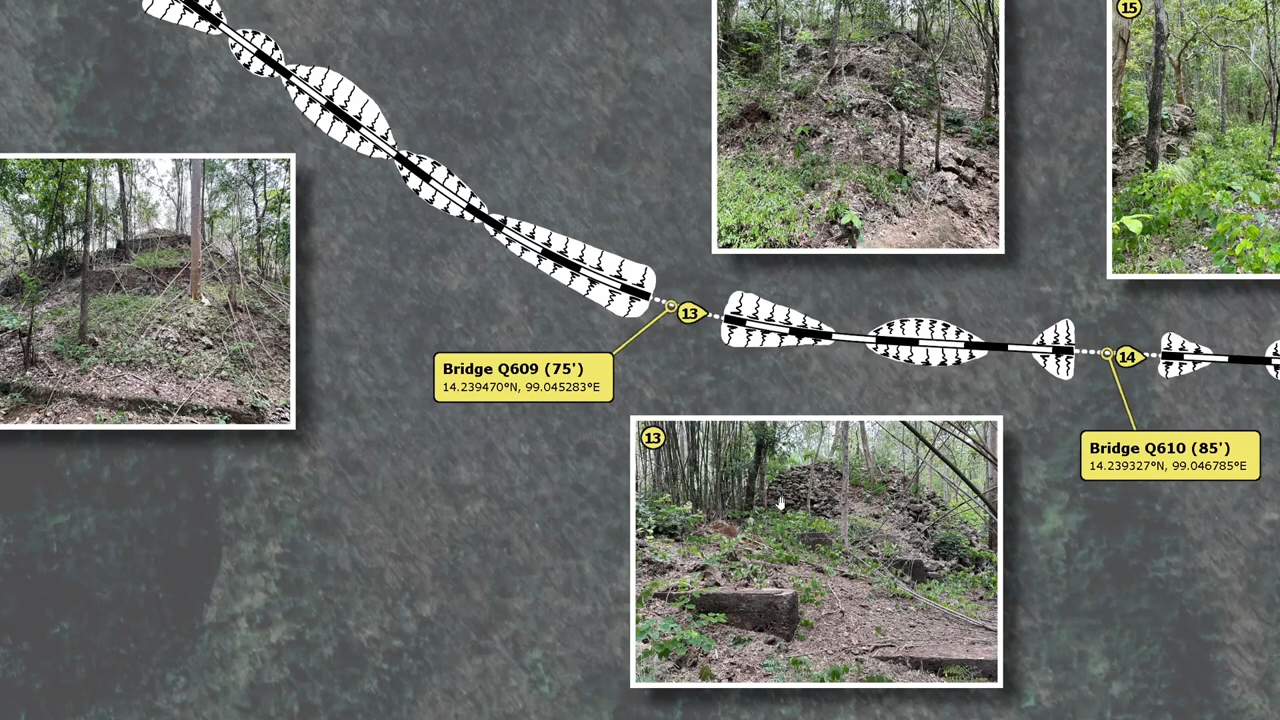 15
13
Bridge Q609 (75')
14.239470°N, 99.045283°E
14
13
Bridge Q610 (85')
14.239327°N, 99.046785°E